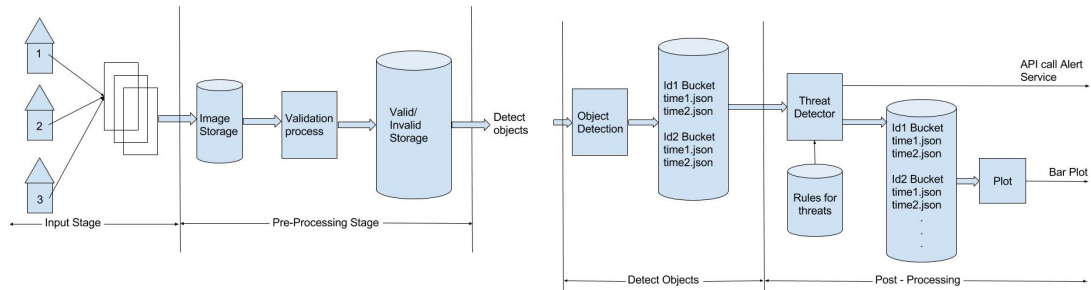 1
2
3
Image
Storage
Validation
process
Valid/
Invalid
Storage
Detect
objects
Input Stage
Pre-Processing Stage
Object
Detection
Id1 Bucket
time1.json
time2.json
Id2 Bucket
time1.json
time2.json
Threat
Detector
Rules for
threats
API call Alert
Service
Id1 Bucket
time1.json
time2.json
Id2 Bucket
time1.json
time2.json
.
.
.
Plot
Bar Plot
Detect Objects
Post - Processing